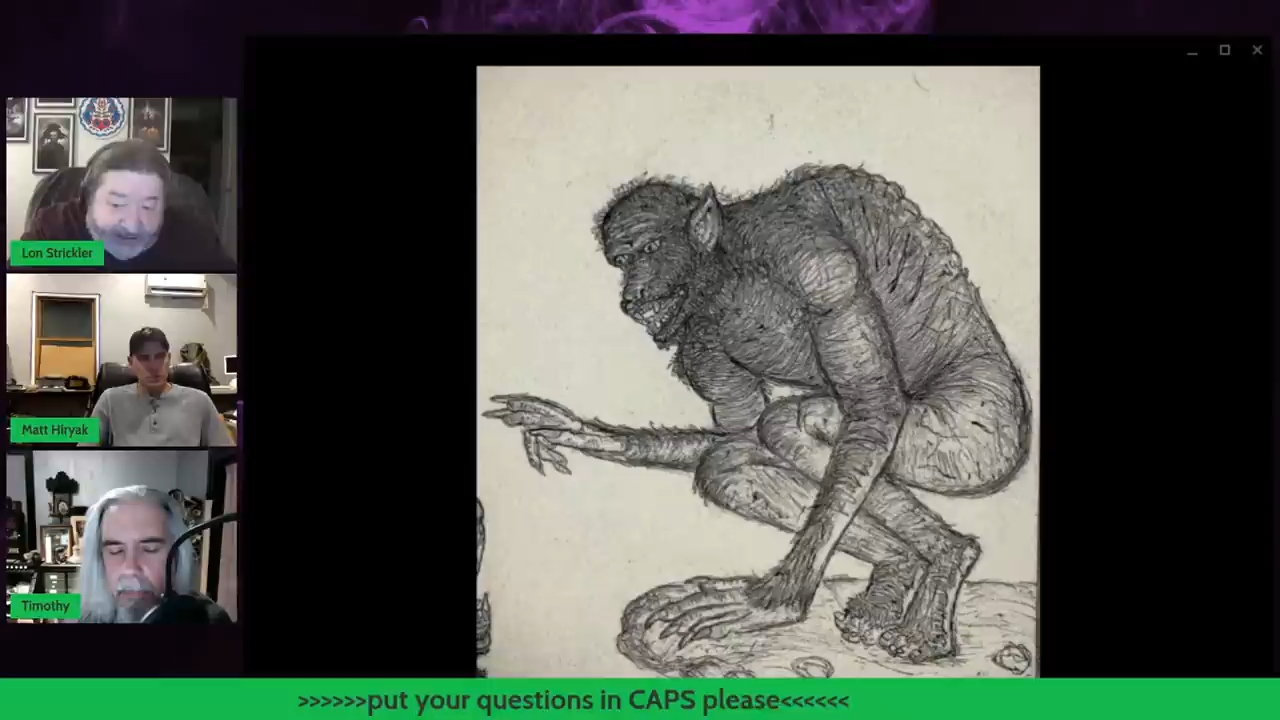 Lon Strickler
Matt Hiryak
Timothy
>>>>>>put your questions in CAPS please<<<<<<